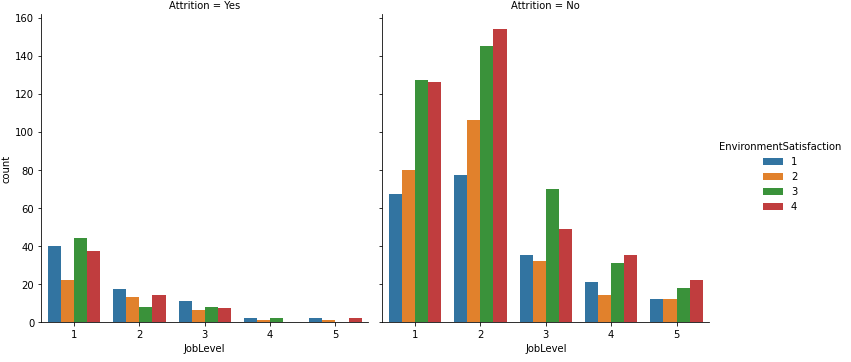 Attrition = Yes
Attrition = No
160
140
120
100
80
60
40
20
0
count
1 2 3 4 5
JobLevel
1 2 3 4 5
JobLevel
EnvironmentSatisfaction
1
2
3
4